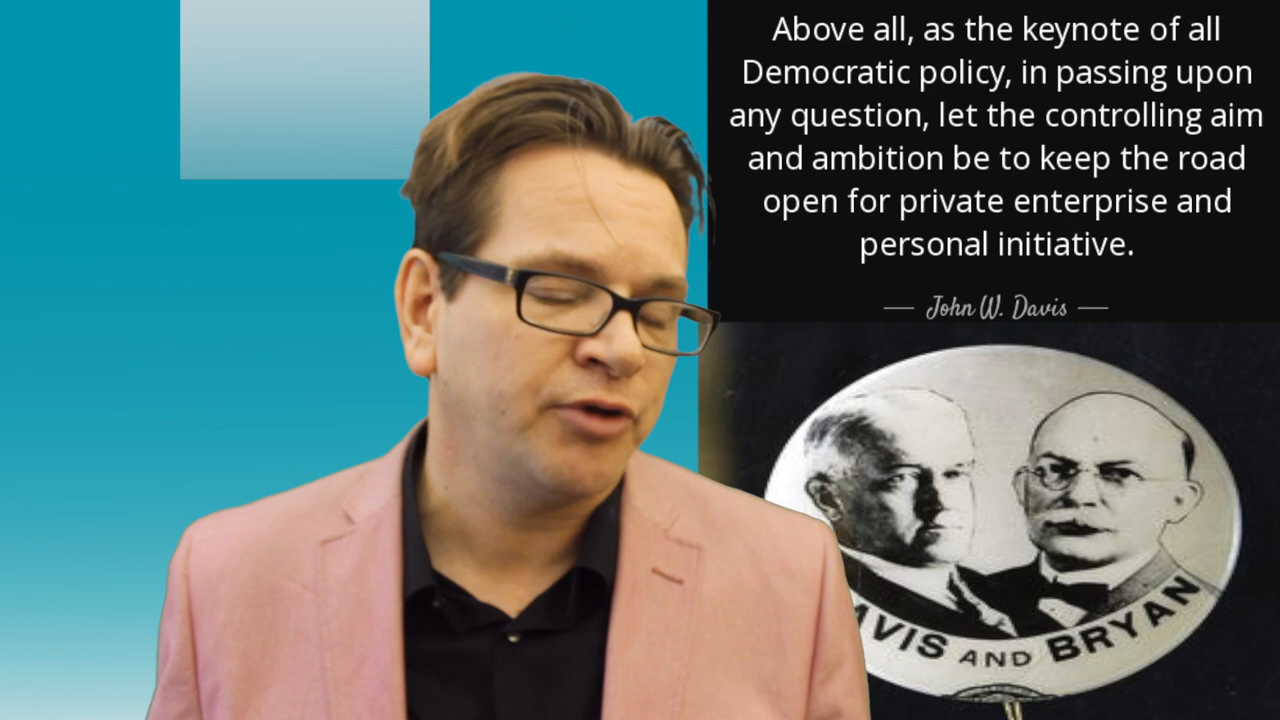 Above all, as the keynote of all
Democratic policy, in passing upon
any question, let the controlling aim
and ambition be to keep the road
open for private enterprise and
personal initiative.
John W. Davis
AVIS AND BRYAN